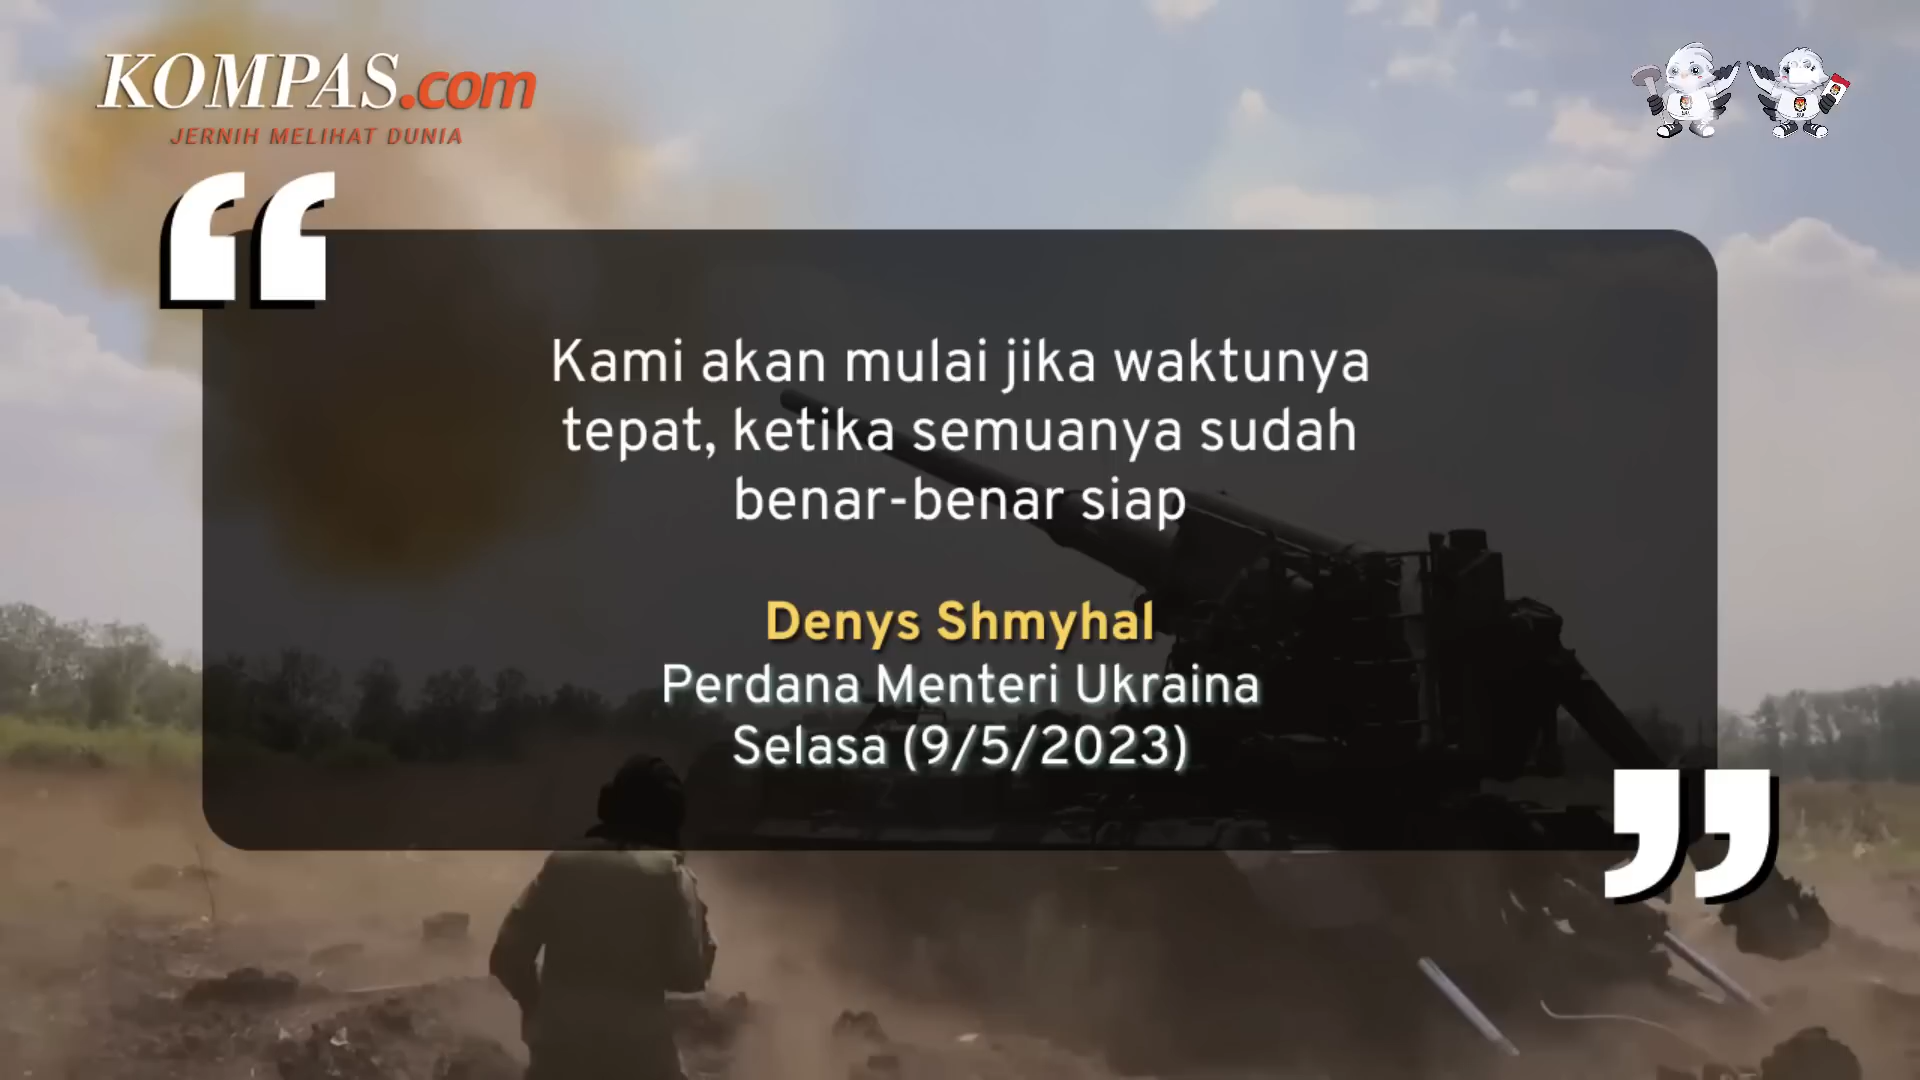 KOMPAS.com
JERNIH MELIHAT DUNIA
Kami akan mulai jika waktunya
tepat, ketika semuanya sudah
benar-benar siap
Denys Shmyhal
Perdana Menteri Ukraina
Selasa (9/5/2023)